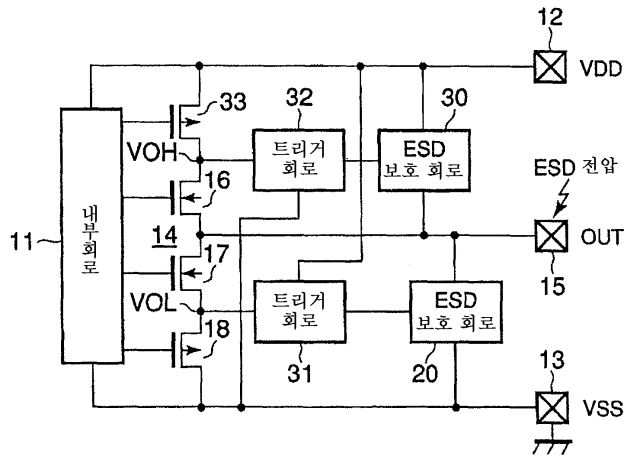 12
VDD
33
32
30
VOH
트리거
회로
ESD
보호 회로
16
ESD 전압
11
내부회로
14
OUT
17
15
VOL
트리거
회로
ESD
보호 회로
18
31
20
13
VSS